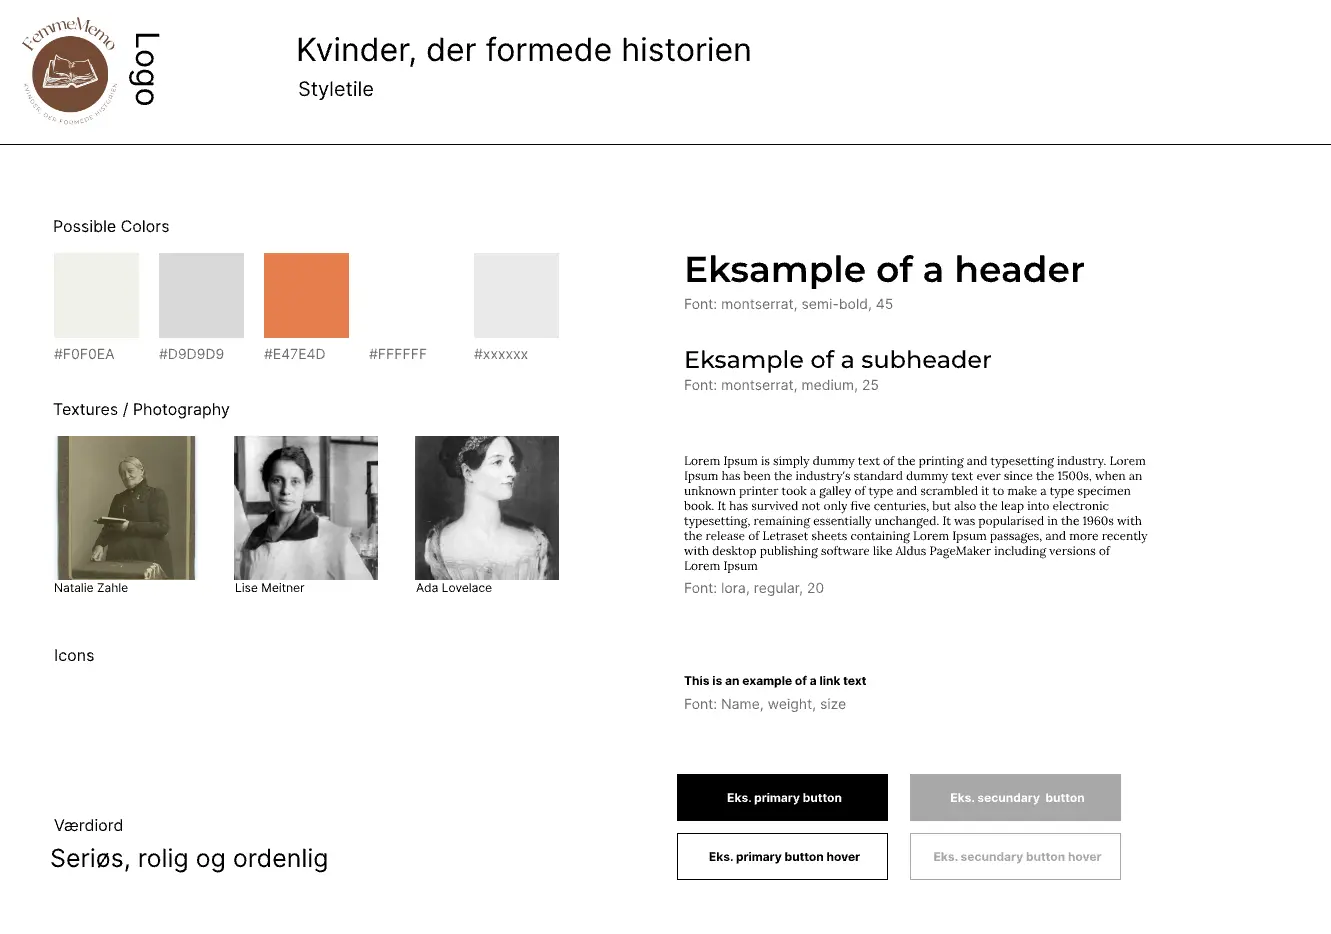 FemmeMemo
KVINDER, DER FORMEDE HISTORIEN
Logo
Kvinder, der formede historien
Styletile
Possible Colors
#F0F0EA
#D9D9D9
#E47E4D
#FFFFFF
#xxxxxx
Textures / Photography
Natalie Zahle
Lise Meitner
Ada Lovelace
Icons
Værdiord
Seriøs, rolig og ordenlig
Eksample of a header
Font: montserrat, semi-bold, 45
Eksample of a subheader
Font: montserrat, medium, 25
Lorem Ipsum is simply dummy text of the printing and typesetting industry. Lorem
Ipsum has been the industry's standard dummy text ever since the 1500s, when an
unknown printer took a galley of type and scrambled it to make a type specimen
book. It has survived not only five centuries, but also the leap into electronic
typesetting, remaining essentially unchanged. It was popularised in the 1960s with
the release of Letraset sheets containing Lorem Ipsum passages, and more recently
with desktop publishing software like Aldus PageMaker including versions of
Lorem Ipsum
Font: lora, regular, 20
This is an example of a link text
Font: Name, weight, size
Eks. primary button
Eks. secundary button
Eks. primary button hover
Eks. secundary button hover